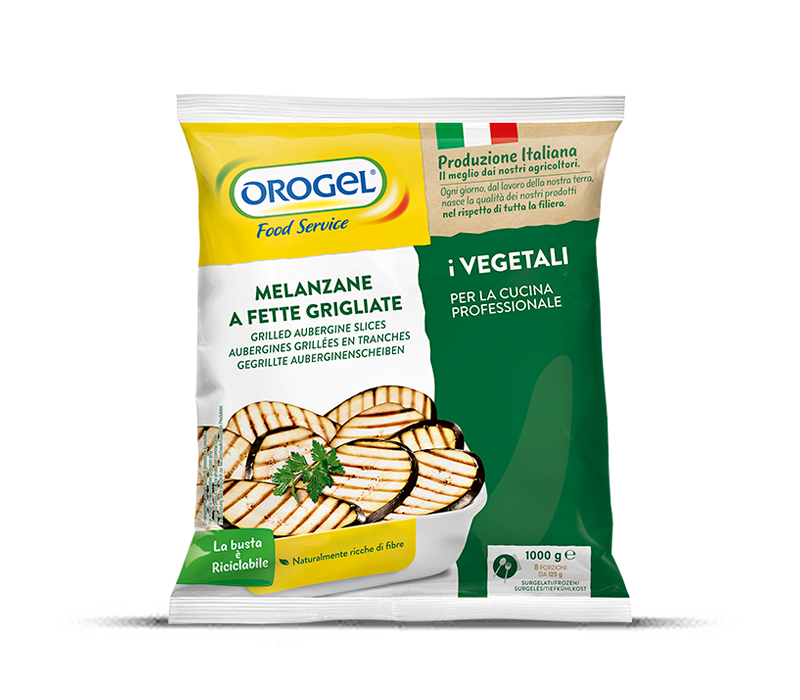 OROGEL®
Food Service
Produzione Italiana
Il meglio dai nostri agricoltori.
Ogni giorno, dal lavoro della nostra terra,
nasce la qualità dei nostri prodotti
nel rispetto di tutta la filiera.
i VEGETALI
PER LA CUCINA
PROFESSIONALE
MELANZANE
A FETTE GRIGLIATE
GRILLED AUBERGINE SLICES
AUBERGINES GRILLÉES EN TRANCHES
GEGRILLTE AUBERGINENSCHEIBEN
La busta
è
Riciclabile
Naturalmente ricche di fibre
1000 g e
8 PORZIONI
DA 125 g
SURGELATI/FROZEN/
SURGELÉS/TIEFKÜHLKOST